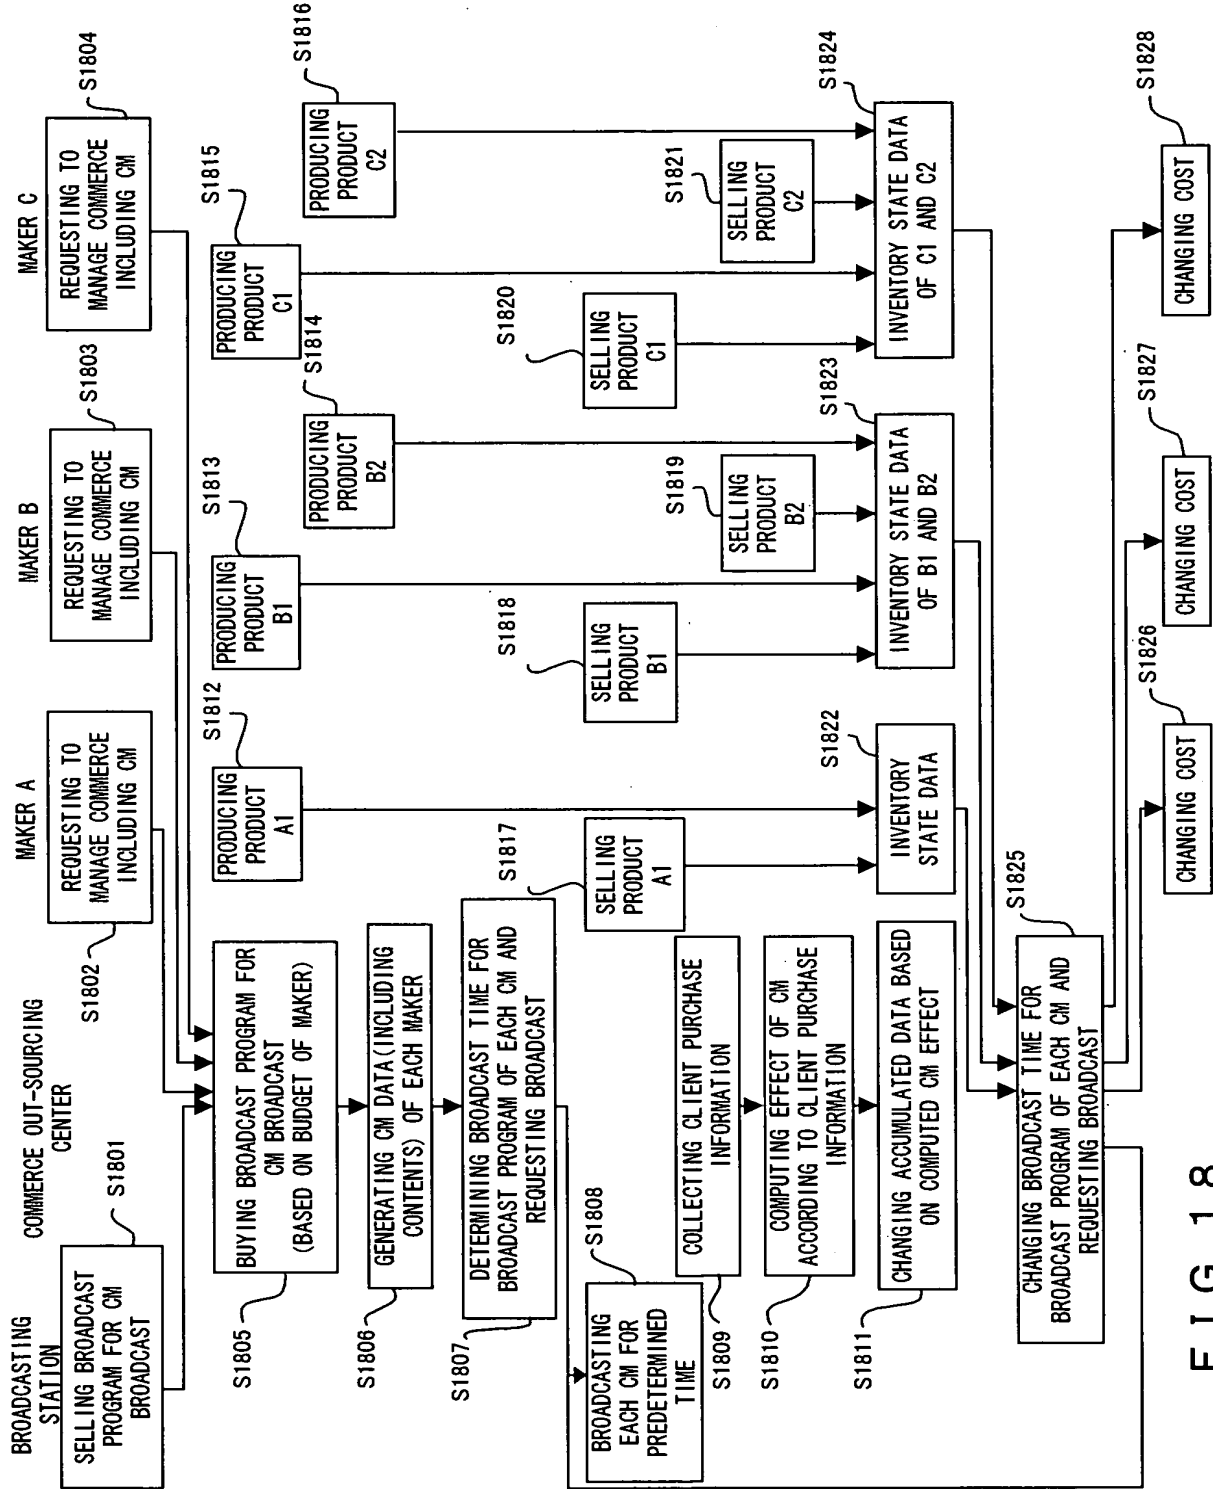 BROADCASTING
STATION
COMMERCE OUT-SOURCING
CENTER
MAKER A
MAKER B
MAKER C
SELLING BROADCAST
PROGRAM FOR CM
BROADCAST
S1801
REQUESTING TO
MANAGE COMMERCE
INCLUDING CM
S1802
REQUESTING TO
MANAGE COMMERCE
INCLUDING CM
S1803
REQUESTING TO
MANAGE COMMERCE
INCLUDING CM
S1804
BUYING BROADCAST PROGRAM FOR
CM BROADCAST
(BASED ON BUDGET OF MAKER)
S1805
GENERATING CM DATA(INCLUDING
CONTENTS) OF EACH MAKER
S1806
DETERMINING BROADCAST TIME FOR
BROADCAST PROGRAM OF EACH CM AND
REQUESTING BROADCAST
S1807
BROADCASTING
EACH CM FOR
PREDETERMINED
TIME
S1808
COLLECTING CLIENT PURCHASE
INFORMATION
S1809
COMPUTING EFFECT OF CM
ACCORDING TO CLIENT PURCHASE
INFORMATION
S1810
CHANGING ACCUMULATED DATA BASED
ON COMPUTED CM EFFECT
S1811
PRODUCING
PRODUCT
A1
S1812
PRODUCING
PRODUCT
B1
S1813
PRODUCING
PRODUCT
B2
S1814
PRODUCING
PRODUCT
C1
S1815
PRODUCING
PRODUCT
C2
S1816
SELLING
PRODUCT
A1
S1817
SELLING
PRODUCT
B1
S1818
SELLING
PRODUCT
B2
S1819
SELLING
PRODUCT
C1
S1820
SELLING
PRODUCT
C2
S1821
INVENTORY
STATE DATA
S1822
INVENTORY STATE DATA
OF B1 AND B2
S1823
INVENTORY STATE DATA
OF C1 AND C2
S1824
CHANGING BROADCAST TIME FOR
BROADCAST PROGRAM OF EACH CM AND
REQUESTING BROADCAST
S1825
CHANGING COST
S1826
CHANGING COST
S1827
CHANGING COST
S1828
FIG. 18